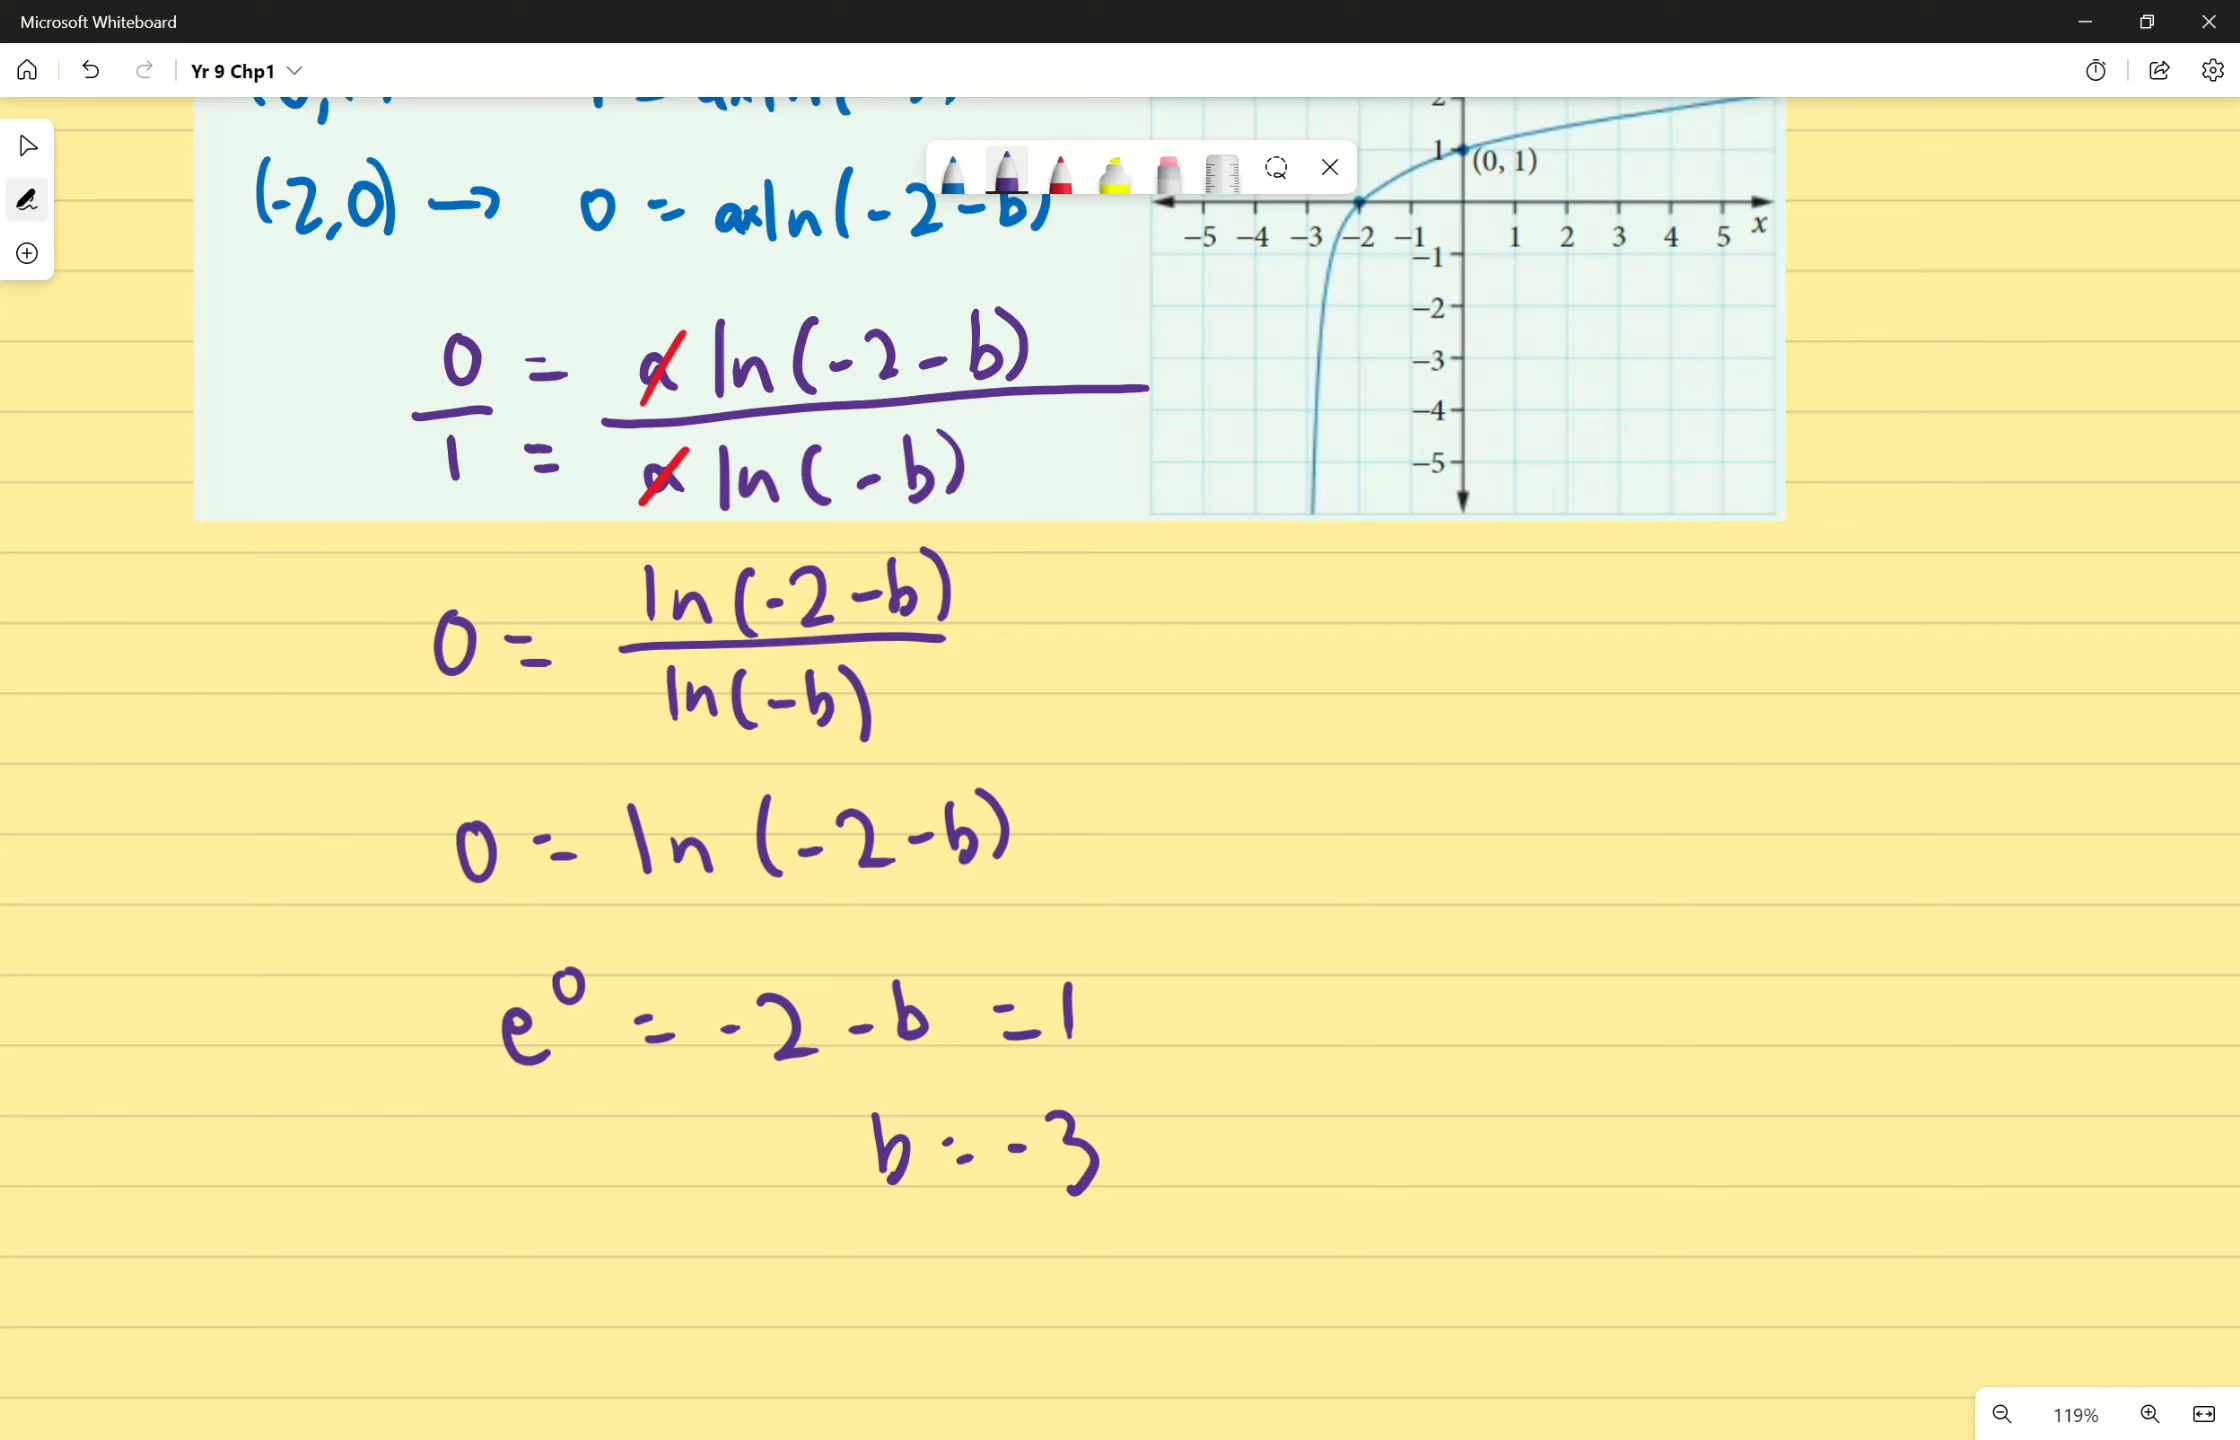 Microsoft Whiteboard
Yr 9 Chp1
(-2,0) → 0 = a×ln(-2-b)
0 = a ln(-2-b)
1 = a ln(-b)
0 = ln(-2-b)
ln(-b)
0 = ln(-2-b)
e⁰ = -2-b = 1
b = -3
2
1
(0, 1)
−5 −4 −3 −2 −1 1 2 3 4 5 x
−1
−2
−3
−4
−5
119%